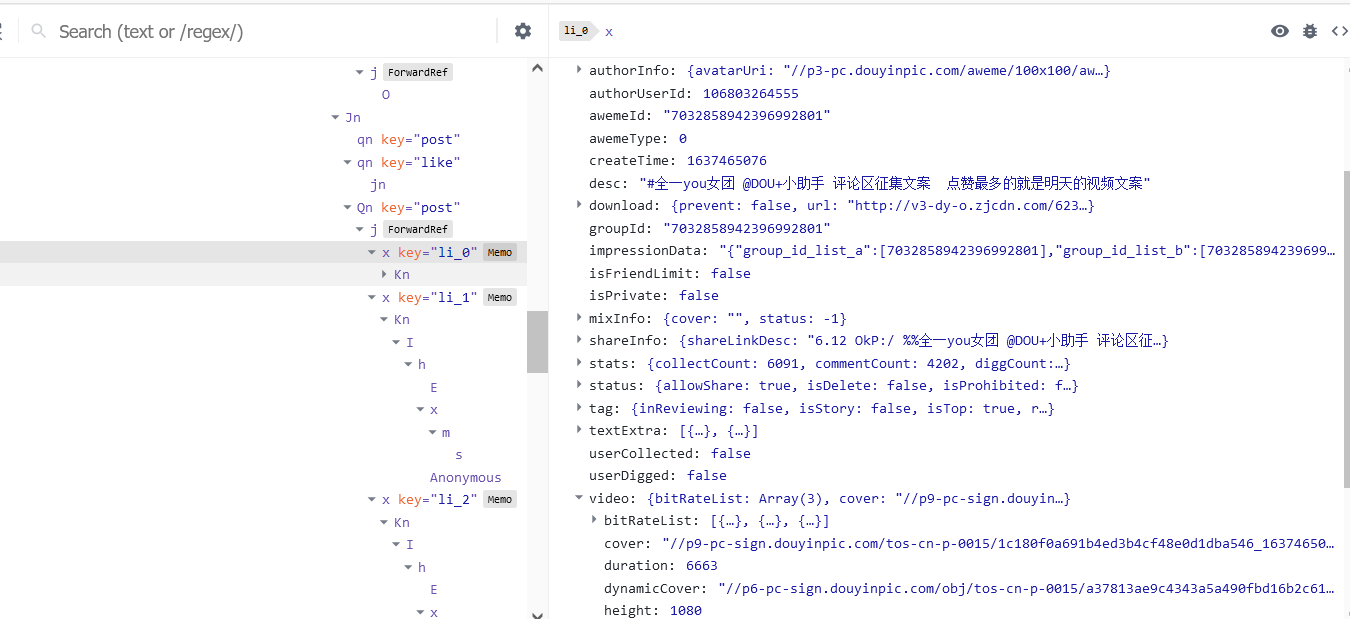 Search (text or /regex/)
j ForwardRef
O
Jn
qn key="post"
qn key="like"
jn
Qn key="post"
j ForwardRef
x key="li_0" Memo
Kn
x key="li_1" Memo
Kn
I
h
E
x
m
s
Anonymous
x key="li_2" Memo
Kn
I
h
E
x
li_0 x
authorInfo: {avatarUri: "//p3-pc.douyinpic.com/aweme/100x100/aw…}
authorUserId: 106803264555
awemeId: "7032858942396992801"
awemeType: 0
createTime: 1637465076
desc: "#全一you女团 @DOU+小助手 评论区征集文案  点赞最多的就是明天的视频文案"
download: {prevent: false, url: "http://v3-dy-o.zjcdn.com/623…}
groupId: "7032858942396992801"
impressionData: "{"group_id_list_a":[7032858942396992801],"group_id_list_b":[703285894239699…
isFriendLimit: false
isPrivate: false
mixInfo: {cover: "", status: -1}
shareInfo: {shareLinkDesc: "6.12 OkP:/ %%全一you女团 @DOU+小助手 评论区征…}
stats: {collectCount: 6091, commentCount: 4202, diggCount:…}
status: {allowShare: true, isDelete: false, isProhibited: f…}
tag: {inReviewing: false, isStory: false, isTop: true, r…}
textExtra: [{…}, {…}]
userCollected: false
userDigged: false
video: {bitRateList: Array(3), cover: "//p9-pc-sign.douyin…}
bitRateList: [{…}, {…}, {…}]
cover: "//p9-pc-sign.douyinpic.com/tos-cn-p-0015/1c180f0a691b4ed3b4cf48e0d1dba546_16374650…
duration: 6663
dynamicCover: "//p6-pc-sign.douyinpic.com/obj/tos-cn-p-0015/a37813ae9c4343a5a490fbd16b2c61…
height: 1080